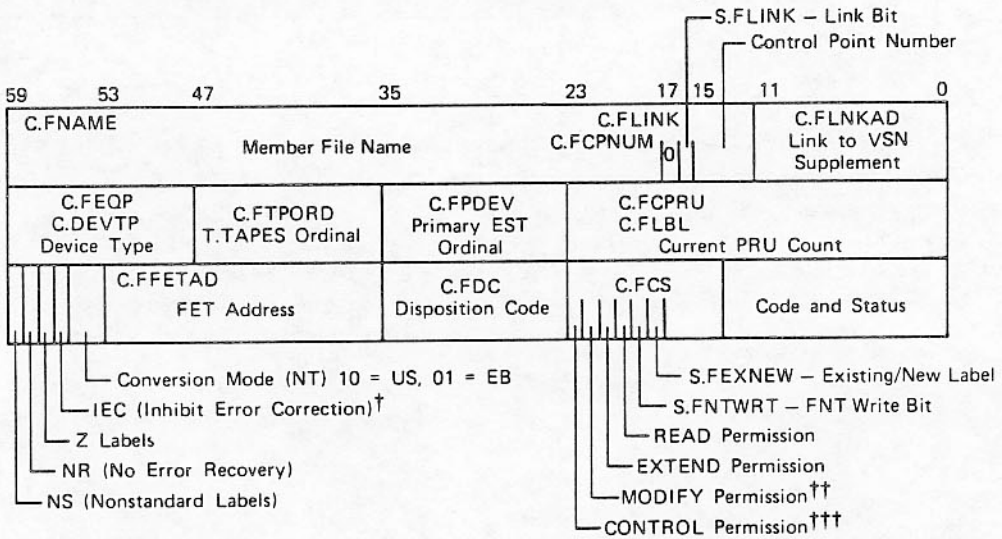 S.FLINK – Link Bit
Control Point Number
59 53 47 35 23 17 15 11 0
C.FNAME
Member File Name
C.FLINK
C.FCPNUM
0
C.FLNKAD
Link to VSN
Supplement
C.FEQP
C.DEVTP
Device Type
C.FTPORD
T.TAPES Ordinal
C.FPDEV
Primary EST
Ordinal
C.FCPRU
C.FLBL
Current PRU Count
C.FFETAD
FET Address
C.FDC
Disposition Code
C.FCS
Code and Status
Conversion Mode (NT) 10 = US, 01 = EB
IEC (Inhibit Error Correction)†
Z Labels
NR (No Error Recovery)
NS (Nonstandard Labels)
S.FEXNEW – Existing/New Label
S.FNTWRT – FNT Write Bit
READ Permission
EXTEND Permission
MODIFY Permission††
CONTROL Permission†††